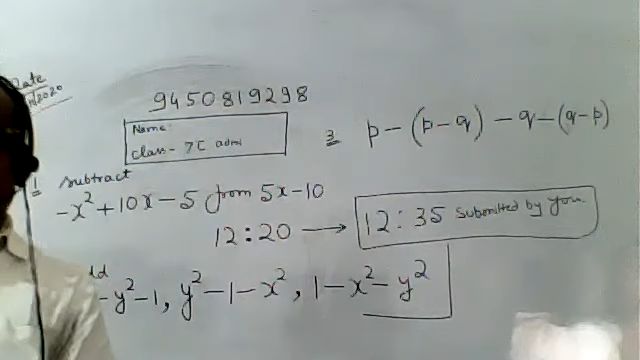 Date
/2020
9450819298
Name:
Class- 7C
1 Subtract
-x²+10x-5 from 5x-10
12:20 → 12:35 Submitted by you.
-y²-1, y²-1-x², 1-x²-y²
3 p-(p-q)-q-(q-p)